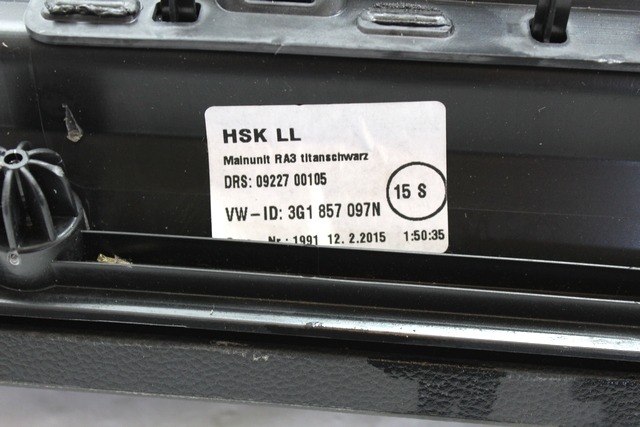 HSK LL
Mainunit RA3 titanschwarz
DRS: 09227 00105
15 S
VW-ID: 3G1 857 097N
Nr.: 1991 12. 2.2015 1:50:35